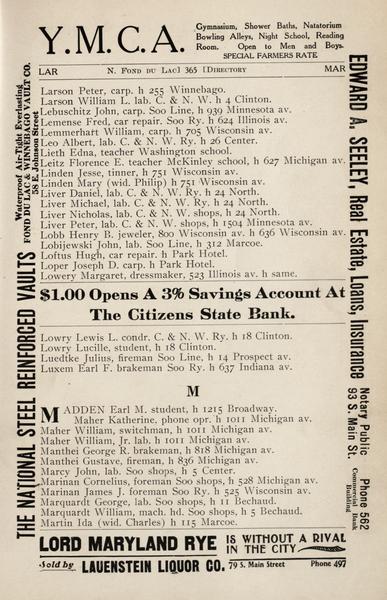 Y.M.C.A.
Gymnasium, Shower Baths, Natatorium
Bowling Alleys, Night School, Reading
Room. Open to Men and Boys.
SPECIAL FARMERS RATE
LAR N. FOND DU LAC] 365 [DIRECTORY MAR
Larson Peter, carp. h 255 Winnebago.
Larson William L. lab. C. & N. W. h 4 Clinton.
Lebuschitz John, carp. Soo Line, h 939 Minnesota av.
Lemense Fred, car repair. Soo Ry. h 624 Illinois av.
Lemmerhart William, carp. h 705 Wisconsin av.
Leo Albert, lab. C. & N. W. Ry. h 26 Center.
Lieth Edna, teacher Washington school.
Leitz Florence E. teacher McKinley school, h 627 Michigan av.
Linden Jesse, tinner, h 751 Wisconsin av.
Linden Mary (wid. Philip) h 751 Wisconsin av.
Liver Daniel, lab. C. & N. W. Ry. h 24 North.
Liver Michael, lab. C. & N. W. Ry. h 24 North.
Liver Nicholas, lab. C. & N. W. shops, h 24 North.
Liver Peter, lab. C. & N. W. shops, h 1504 Minnesota av.
Lobb Henry B. jeweler, 800 Wisconsin av. h 636 Wisconsin av.
Lobijewski John, lab. Soo Line, h 312 Marcoe.
Loftus Hugh, car repair. h Park Hotel.
Loper Joseph D. carp. h Park Hotel.
Lowery Margaret, dressmaker, 523 Illinois av. h same.
$1.00 Opens A 3% Savings Account At
The Citizens State Bank.
Lowry Lewis L. condr. C. & N. W. Ry. h 18 Clinton.
Lowry Lucille, student, h 18 Clinton.
Luedtke Julius, fireman Soo Line, h 14 Prospect av.
Luxem Earl F. brakeman Soo Ry. h 637 Indiana av.
M
MADDEN Earl M. student, h 1215 Broadway.
Maher Katherine, phone opr. h 1011 Michigan av.
Maher William, switchman, h 1011 Michigan av.
Maher William, Jr. lab. h 1011 Michigan av.
Manthei George R. brakeman, h 818 Michigan av.
Manthei Gustave, fireman, h 836 Michigan av.
Marcy John, lab. Soo shops, h 5 Center.
Marinan Cornelius, foreman Soo shops, h 528 Michigan av.
Marinan James J. foreman Soo Ry. h 525 Wisconsin av.
Marquardt George, lab. Soo shops, h 11 Bechaud.
Marquardt William, mach. hd. Soo shops, h 5 Bechaud.
Martin Ida (wid. Charles) h 115 Marcoe.
LORD MARYLAND RYE IS WITHOUT A RIVAL
IN THE CITY
Sold by LAUENSTEIN LIQUOR CO. 79 S. Main Street Phone 497
THE NATIONAL STEEL REINFORCED VAULTS
Waterproof Air-Tight Everlasting
FOND DU LAC & WINNEBAGO VAULT CO.
38 E. Johnson Street
EDWARD A. SEELEY, Real Estate, Loans, Insurance
Notary Public
93 S. Main St.
Phone 562
Commercial Bank
Building